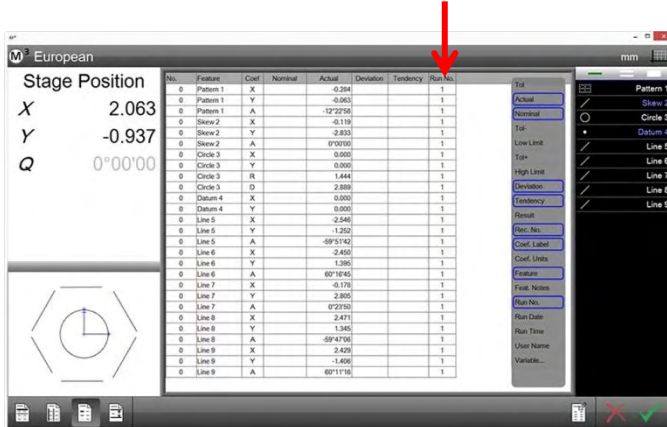 M³ European mm
Stage Position
X 2.063
Y -0.937
Q 0°00'00
No. Feature Coef Nominal Actual Deviation Tendency Run No.
0 Pattern 1 X -0.284 1
0 Pattern 1 Y -0.063 1
0 Pattern 1 A -12°22'58 1
0 Skew 2 X -0.119 1
0 Skew 2 Y -2.833 1
0 Skew 2 A 0°00'00 1
0 Circle 3 X 0.000 1
0 Circle 3 Y 0.000 1
0 Circle 3 R 1.444 1
0 Circle 3 D 2.889 1
0 Datum 4 X 0.000 1
0 Datum 4 Y 0.000 1
0 Line 5 X -2.546 1
0 Line 5 Y -1.252 1
0 Line 5 A -59°51'42 1
0 Line 6 X -2.450 1
0 Line 6 Y 1.395 1
0 Line 6 A 60°16'45 1
0 Line 7 X -0.178 1
0 Line 7 Y 2.805 1
0 Line 7 A 0°23'50 1
0 Line 8 X 2.471 1
0 Line 8 Y 1.345 1
0 Line 8 A -59°47'06 1
0 Line 9 X 2.429 1
0 Line 9 Y -1.406 1
0 Line 9 A 60°11'16 1
Tol
Actual
Nominal
Tol-
Low Limit
Tol+
High Limit
Deviation
Tendency
Result
Rec. No.
Coef. Label
Coef. Units
Feature
Feat. Notes
Run No.
Run Date
Run Time
User Name
Variable...
Pattern 1
Skew 2
Circle 3
Datum 4
Line 5
Line 6
Line 7
Line 8
Line 9